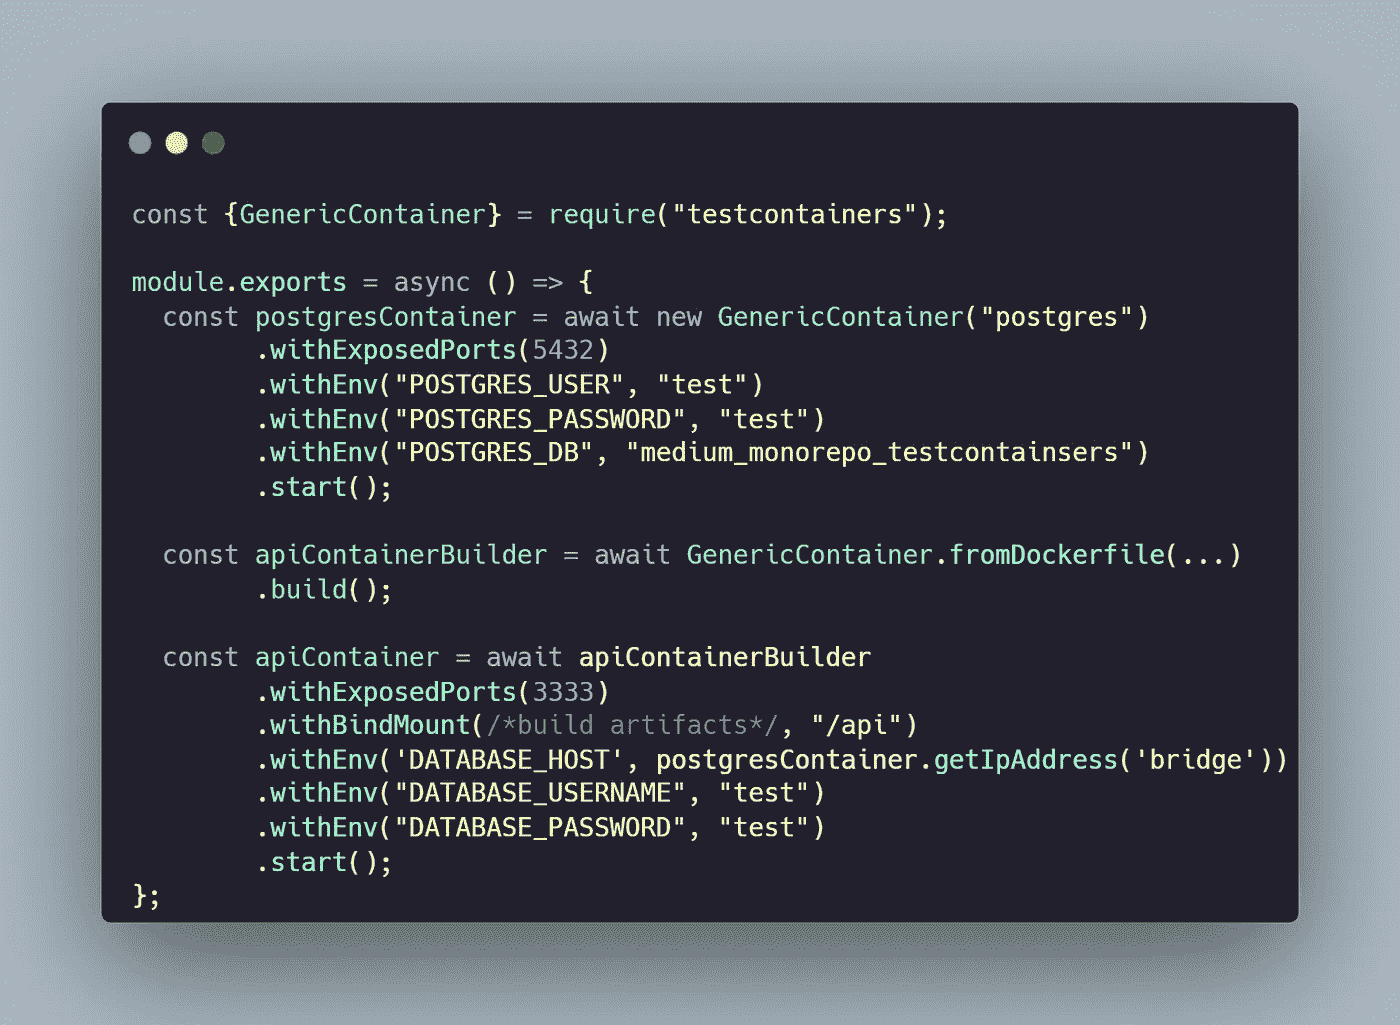 const {GenericContainer} = require("testcontainers");
module.exports = async () => {
const postgresContainer = await new GenericContainer("postgres")
.withExposedPorts(5432)
.withEnv("POSTGRES_USER", "test")
.withEnv("POSTGRES_PASSWORD", "test")
.withEnv("POSTGRES_DB", "medium_monorepo_testcontainsers")
.start();
const apiContainerBuilder = await GenericContainer.fromDockerfile(...)
.build();
const apiContainer = await apiContainerBuilder
.withExposedPorts(3333)
.withBindMount(/*build artifacts*/, "/api")
.withEnv('DATABASE_HOST', postgresContainer.getIpAddress('bridge'))
.withEnv("DATABASE_USERNAME", "test")
.withEnv("DATABASE_PASSWORD", "test")
.start();
};